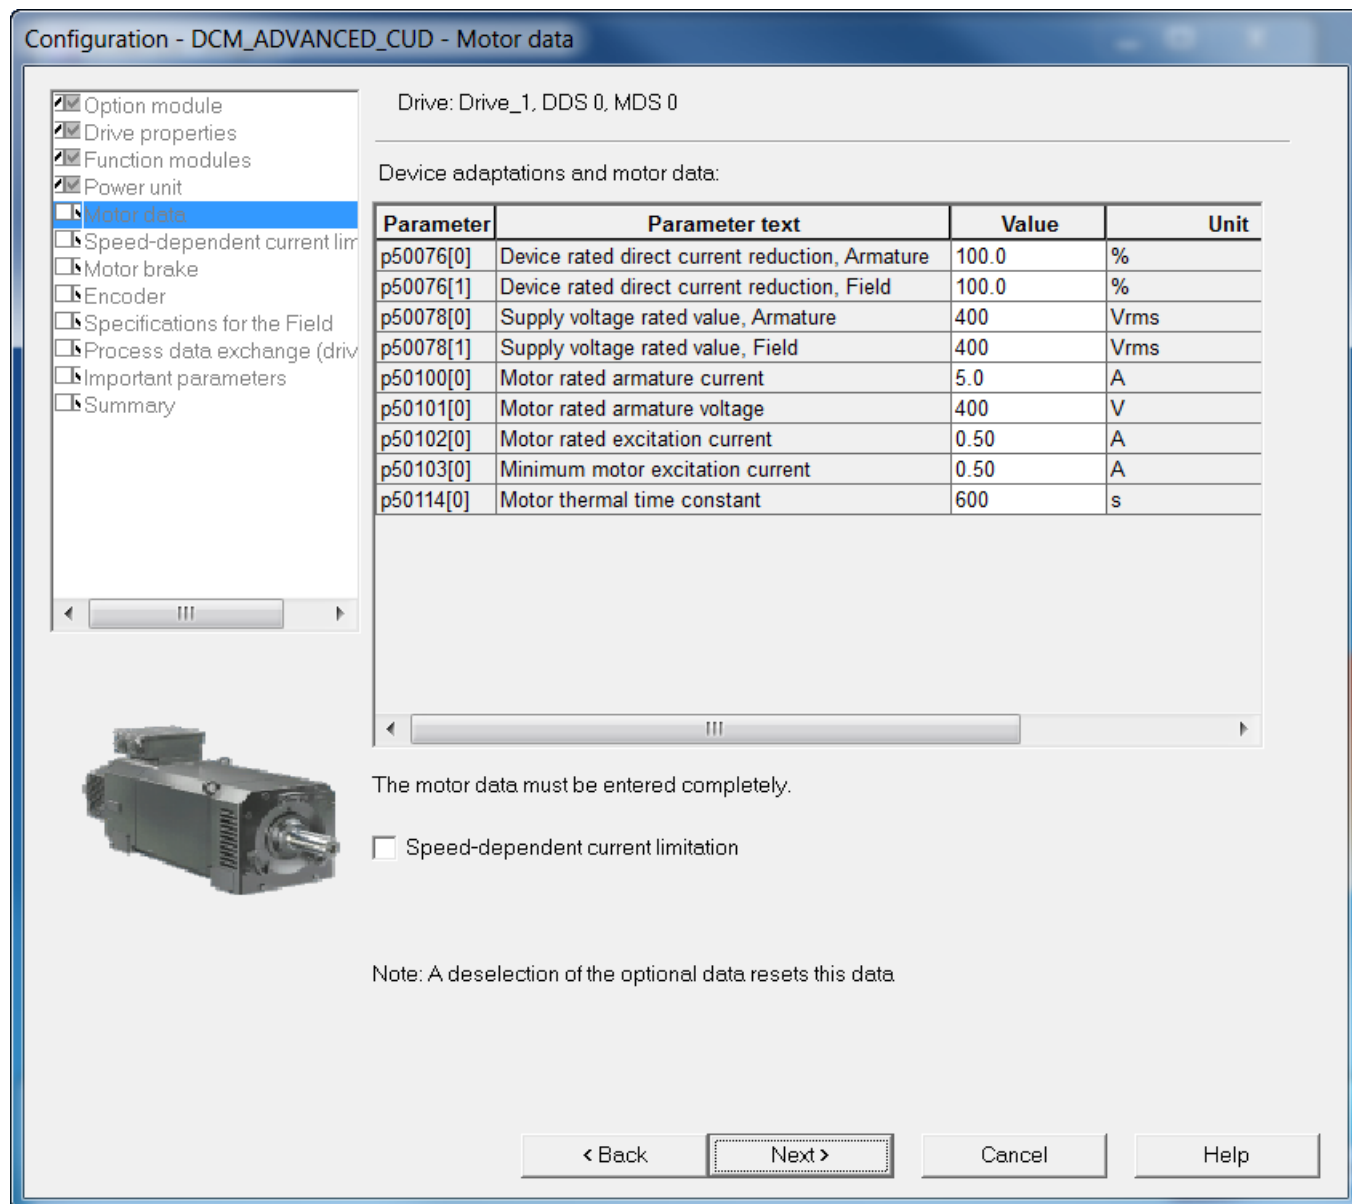 Configuration - DCM_ADVANCED_CUD - Motor data
Option module
Drive properties
Function modules
Power unit
Motor data
Speed-dependent current lim
Motor brake
Encoder
Specifications for the Field
Process data exchange (driv
Important parameters
Summary
Drive: Drive_1, DDS 0, MDS 0
Device adaptations and motor data:
Parameter Parameter text Value Unit
p50076[0] Device rated direct current reduction, Armature 100.0 %
p50076[1] Device rated direct current reduction, Field 100.0 %
p50078[0] Supply voltage rated value, Armature 400 Vrms
p50078[1] Supply voltage rated value, Field 400 Vrms
p50100[0] Motor rated armature current 5.0 A
p50101[0] Motor rated armature voltage 400 V
p50102[0] Motor rated excitation current 0.50 A
p50103[0] Minimum motor excitation current 0.50 A
p50114[0] Motor thermal time constant 600 s
The motor data must be entered completely.
Speed-dependent current limitation
Note: A deselection of the optional data resets this data
< Back Next > Cancel Help